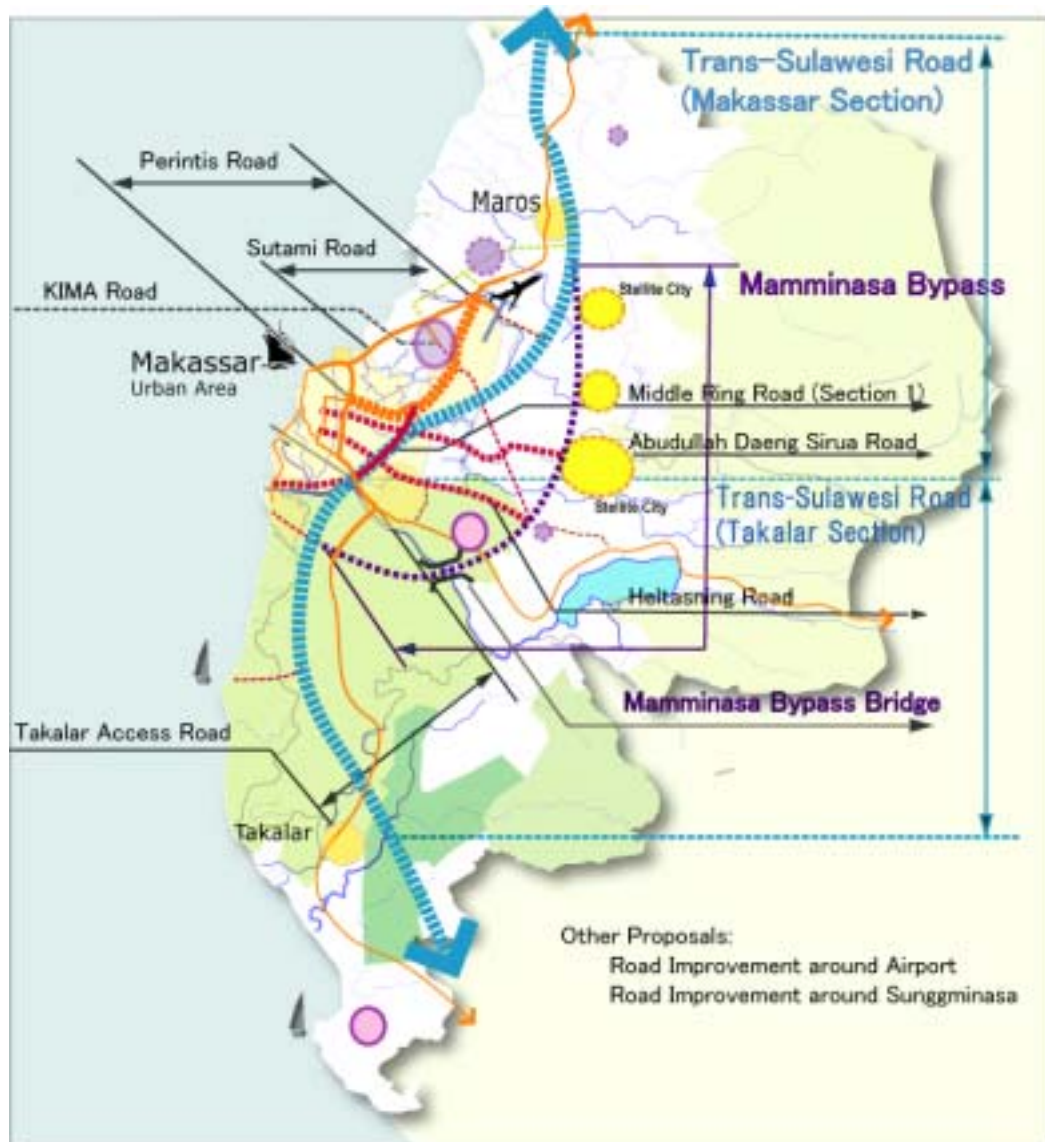 Trans-Sulawesi Road
(Makassar Section)
Perintis Road
Maros
Sutami Road
KIMA Road
Stellite City
Mamminasa Bypass
Makassar
Urban Area
Middle Ring Road (Section 1)
Abudullah Daeng Sirua Road
Stellite City
Trans-Sulawesi Road
(Takalar Section)
Heltasning Road
Mamminasa Bypass Bridge
Takalar Access Road
Takalar
Other Proposals:
Road Improvement around Airport
Road Improvement around Sunggminasa